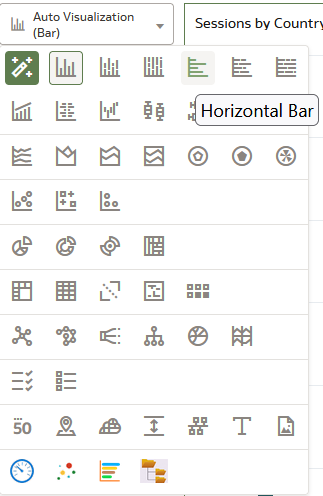 Auto Visualization
(Bar)
Sessions by Country
Horizontal Bar
50
T